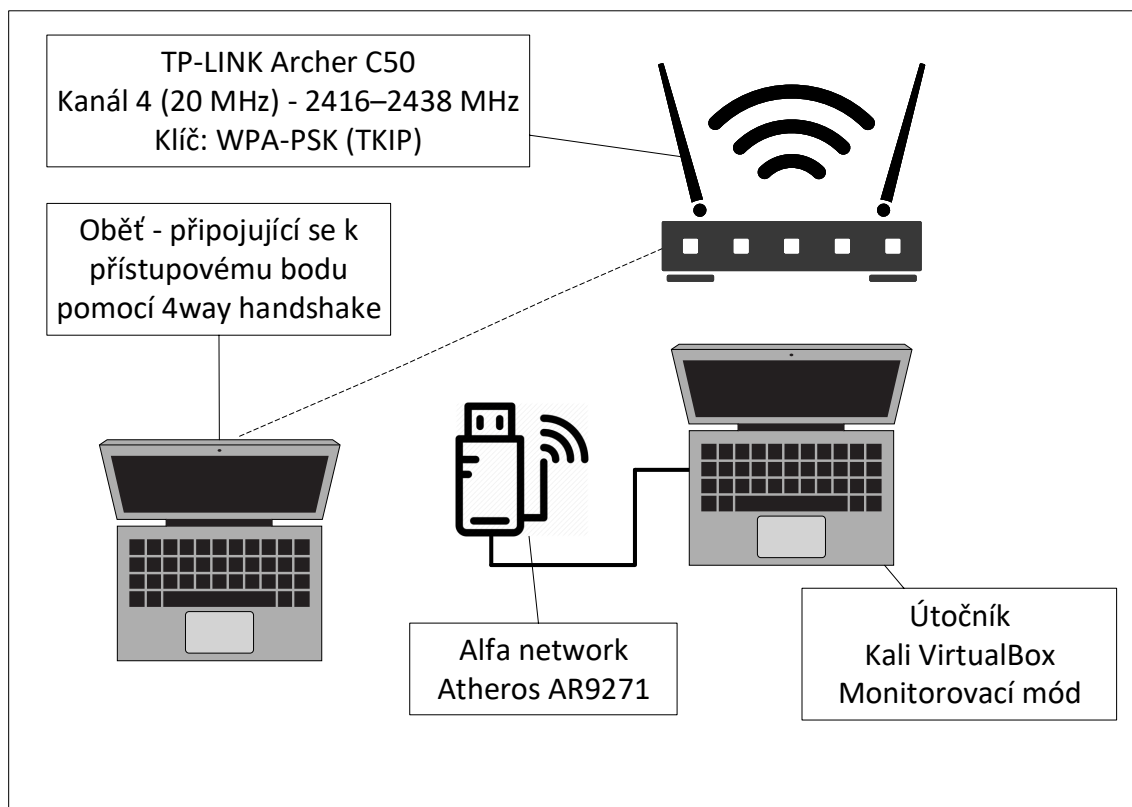 TP-LINK Archer C50
Kanál 4 (20 MHz) - 2416–2438 MHz
Klíč: WPA-PSK (TKIP)
Oběť - připojující se k
přístupovému bodu
pomocí 4way handshake
Alfa network
Atheros AR9271
Útočník
Kali VirtualBox
Monitorovací mód